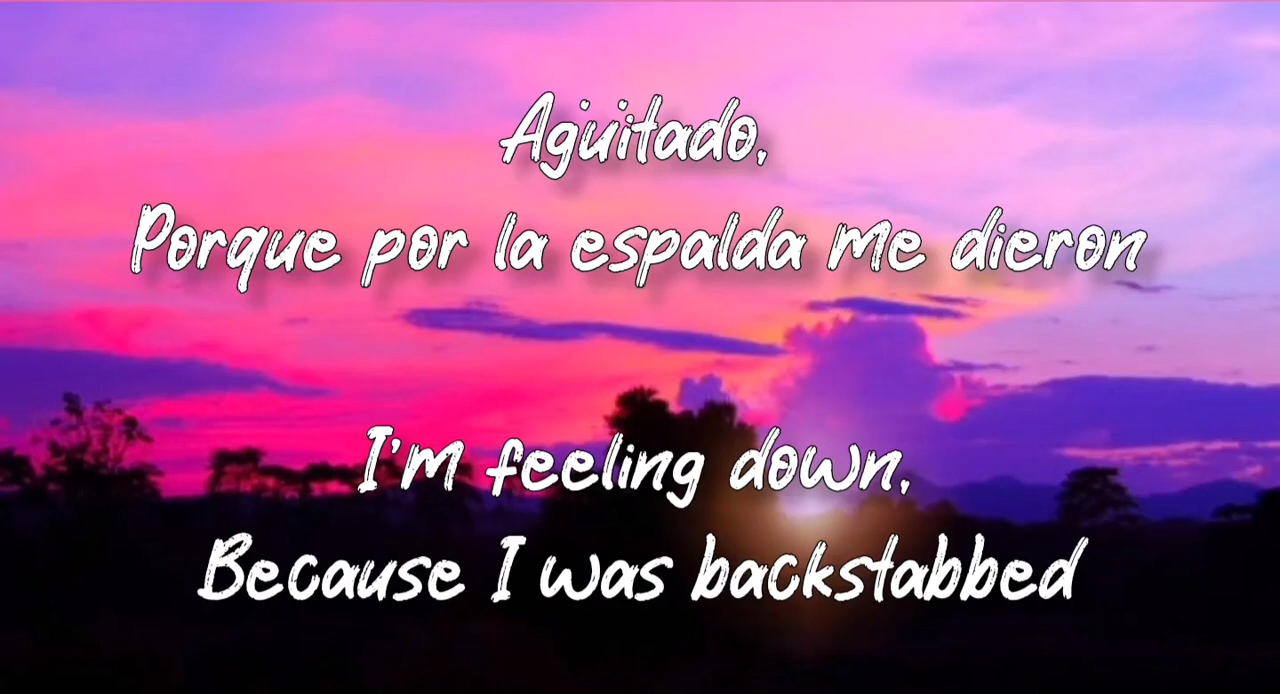 Agüitado,
Porque por la espalda me dieron
I'm feeling down,
Because I was backstabbed